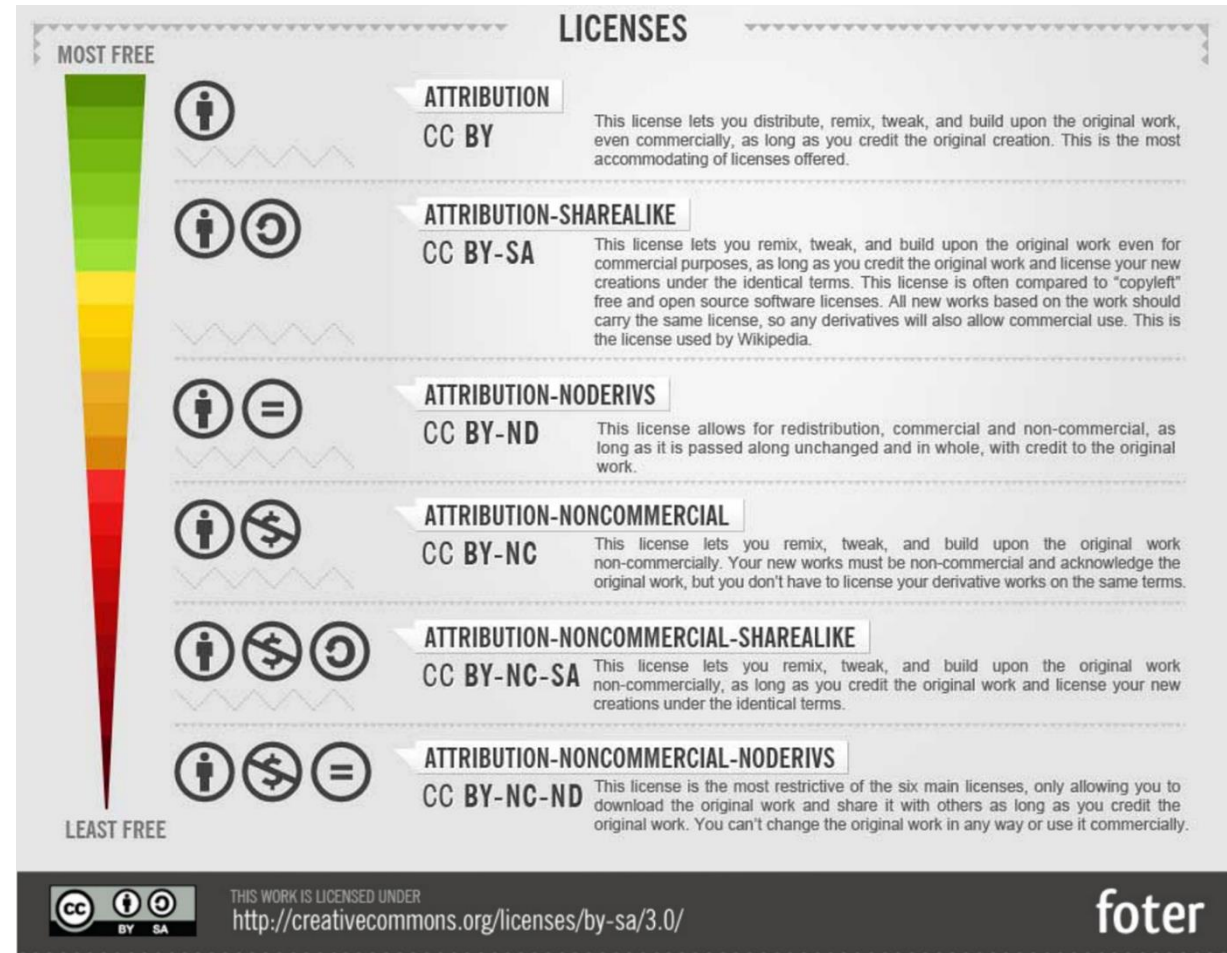 LICENSES
MOST FREE
ATTRIBUTION
CC BY
This license lets you distribute, remix, tweak, and build upon the original work,
even commercially, as long as you credit the original creation. This is the most
accommodating of licenses offered.
ATTRIBUTION-SHAREALIKE
CC BY-SA
This license lets you remix, tweak, and build upon the original work even for
commercial purposes, as long as you credit the original work and license your new
creations under the identical terms. This license is often compared to “copyleft”
free and open source software licenses. All new works based on the work should
carry the same license, so any derivatives will also allow commercial use. This is
the license used by Wikipedia.
ATTRIBUTION-NODERIVS
CC BY-ND
This license allows for redistribution, commercial and non-commercial, as
long as it is passed along unchanged and in whole, with credit to the original
work.
ATTRIBUTION-NONCOMMERCIAL
CC BY-NC
This license lets you remix, tweak, and build upon the original work
non-commercially. Your new works must be non-commercial and acknowledge the
original work, but you don’t have to license your derivative works on the same terms.
ATTRIBUTION-NONCOMMERCIAL-SHAREALIKE
CC BY-NC-SA
This license lets you remix, tweak, and build upon the original work
non-commercially, as long as you credit the original work and license your new
creations under the identical terms.
ATTRIBUTION-NONCOMMERCIAL-NODERIVS
CC BY-NC-ND
This license is the most restrictive of the six main licenses, only allowing you to
download the original work and share it with others as long as you credit the
original work. You can’t change the original work in any way or use it commercially.
LEAST FREE
cc
BY SA
THIS WORK IS LICENSED UNDER
http://creativecommons.org/licenses/by-sa/3.0/
foter